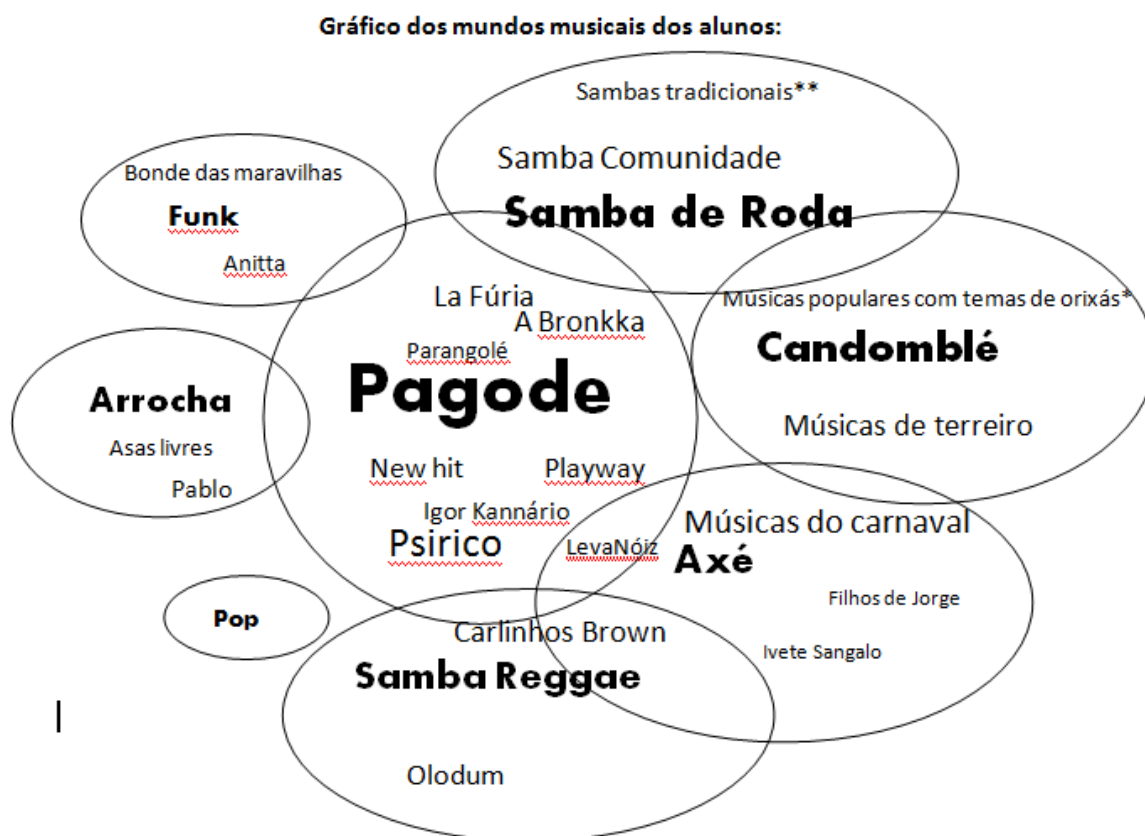 Gráfico dos mundos musicais dos alunos:
Sambas tradicionais**
Samba Comunidade
Samba de Roda
Bonde das maravilhas
Funk
Anitta
La Fúria
A Bronkka
Parangolé
Pagode
New hit
Playway
Igor Kannário
Psirico
LevaNóiz
Músicas populares com temas de orixás*
Candomblé
Músicas de terreiro
Arrocha
Asas livres
Pablo
Músicas do carnaval
Axé
Filhos de Jorge
Ivete Sangalo
Pop
Carlinhos Brown
Samba Reggae
Olodum